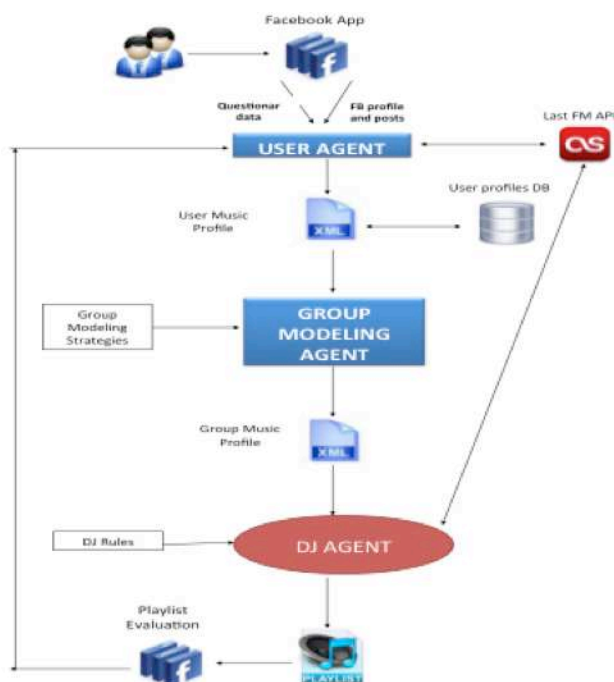 Facebook App
Questionar
data
FB profile
and posts
Last FM API
USER AGENT
User profiles DB
User Music
Profile
XML
Group
Modeling
Strategies
GROUP
MODELING
AGENT
Group Music
Profile
XML
DJ Rules
DJ AGENT
Playlist
Evaluation
PLAYLIST